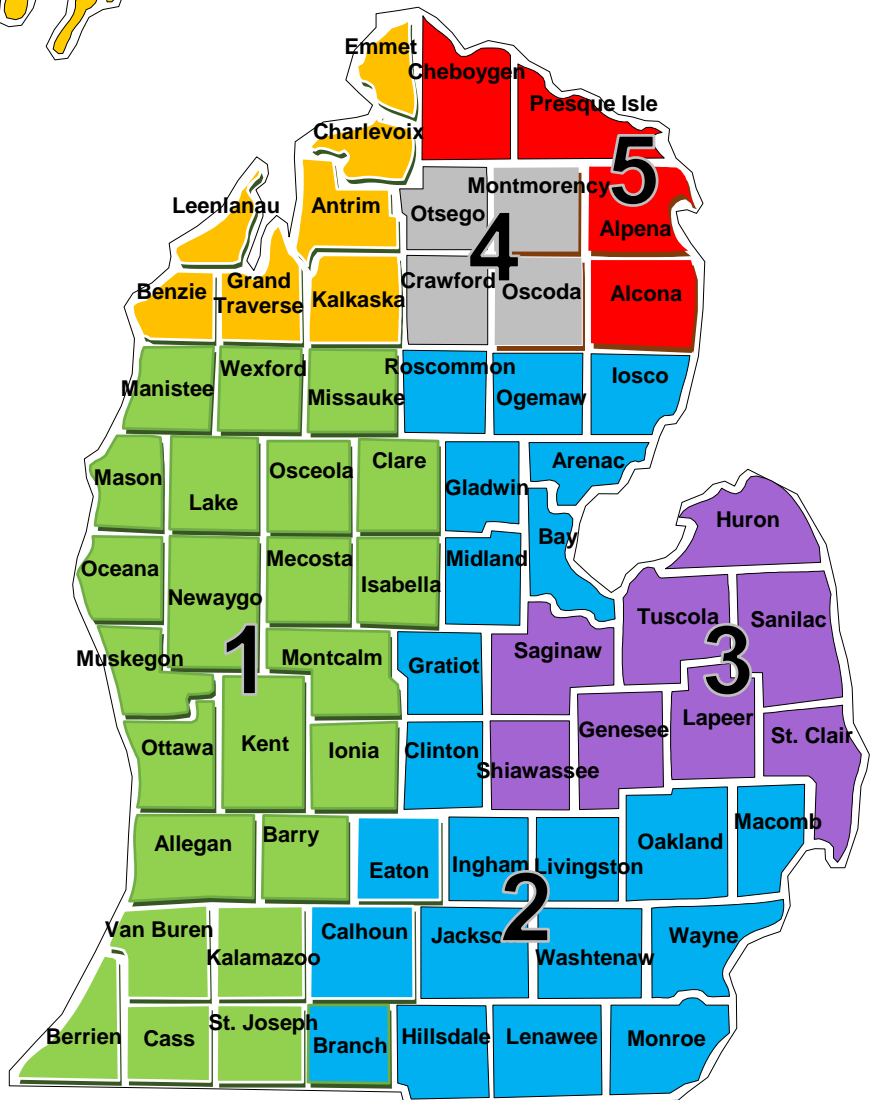 Emmet
Cheboygen
Presque Isle
Charlevoix
5
Montmorency
Leenlanau
Antrim
Otsego
Alpena
4
Benzie
Grand
Traverse
Kalkaska
Crawford
Oscoda
Alcona
Manistee
Wexford
Missauke
Roscommon
Ogemaw
Iosco
Mason
Lake
Osceola
Clare
Gladwin
Arenac
Huron
Oceana
Newaygo
Mecosta
Isabella
Midland
Bay
Tuscola
Sanilac
Muskegon
1
Montcalm
Gratiot
Saginaw
3
Ottawa
Kent
Ionia
Clinton
Shiawassee
Genesee
Lapeer
St. Clair
Allegan
Barry
Eaton
Ingham
Livingston
Oakland
Macomb
2
Van Buren
Kalamazoo
Calhoun
Jackso
Washtenaw
Wayne
Berrien
Cass
St. Joseph
Branch
Hillsdale
Lenawee
Monroe